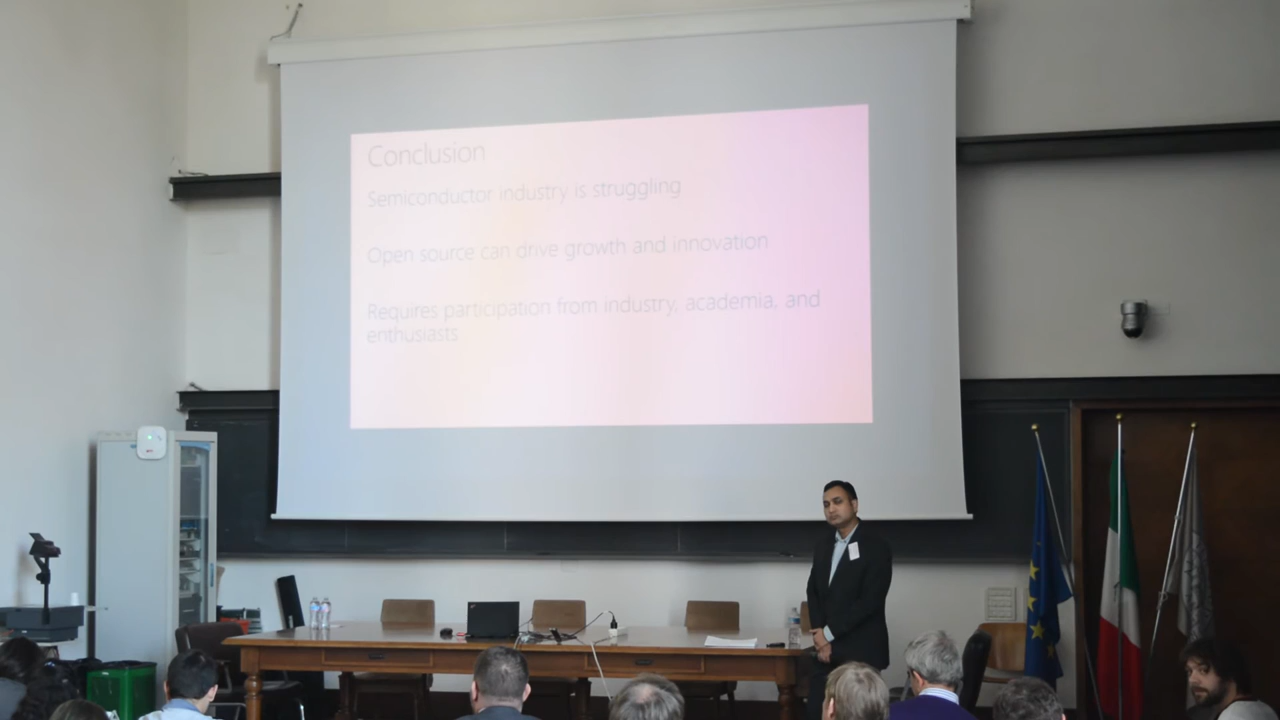 Conclusion
Semiconductor industry is struggling
Open source can drive growth and innovation
Requires participation from industry, academia, and
enthusiasts